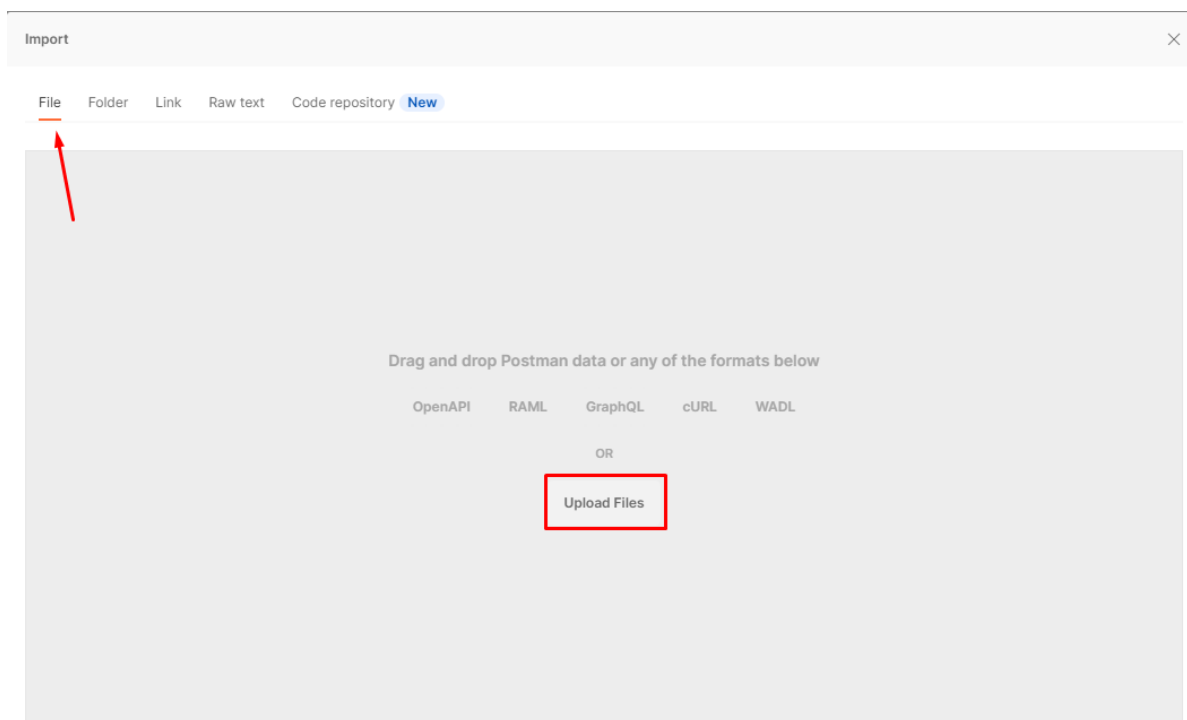 Import
File Folder Link Raw text Code repository New
Drag and drop Postman data or any of the formats below
OpenAPI RAML GraphQL cURL WADL
OR
Upload Files